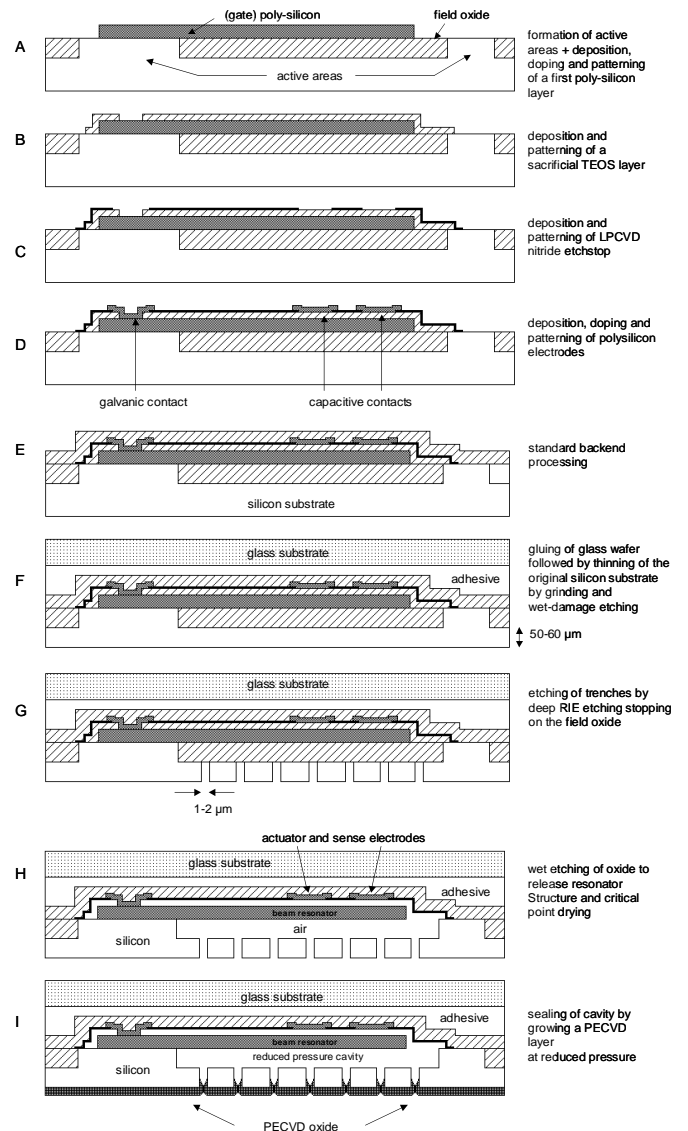 (gate) poly-silicon
field oxide
A
active areas
formation of active
areas + deposition,
doping and patterning
of a first poly-silicon
layer
B
deposition and
patterning of a
sacrificial TEOS layer
C
deposition and
patterning of LPCVD
nitride etchstop
D
galvanic contact
capacitive contacts
deposition, doping and
patterning of polysilicon
electrodes
E
silicon substrate
standard backend
processing
F
glass substrate
adhesive
50-60 µm
gluing of glass wafer
followed by thinning of the
original silicon substrate
by grinding and
wet-damage etching
G
glass substrate
1-2 µm
etching of trenches by
deep RIE etching stopping
on the field oxide
actuator and sense electrodes
H
glass substrate
adhesive
beam resonator
air
silicon
wet etching of oxide to
release resonator
Structure and critical
point drying
I
glass substrate
adhesive
beam resonator
reduced pressure cavity
silicon
PECVD oxide
sealing of cavity by
growing a PECVD
layer
at reduced pressure